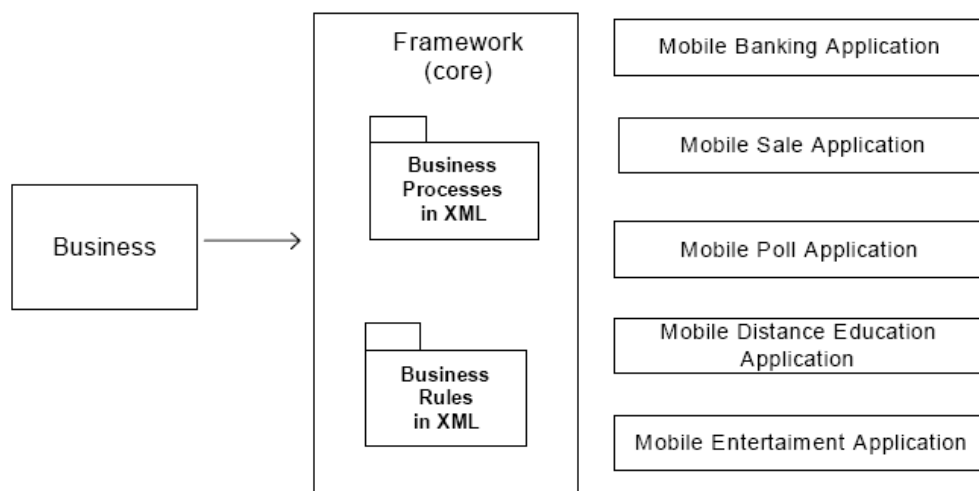 Business
Framework
(core)
Business
Processes
in XML
Business
Rules
in XML
Mobile Banking Application
Mobile Sale Application
Mobile Poll Application
Mobile Distance Education
Application
Mobile Entertaiment Application